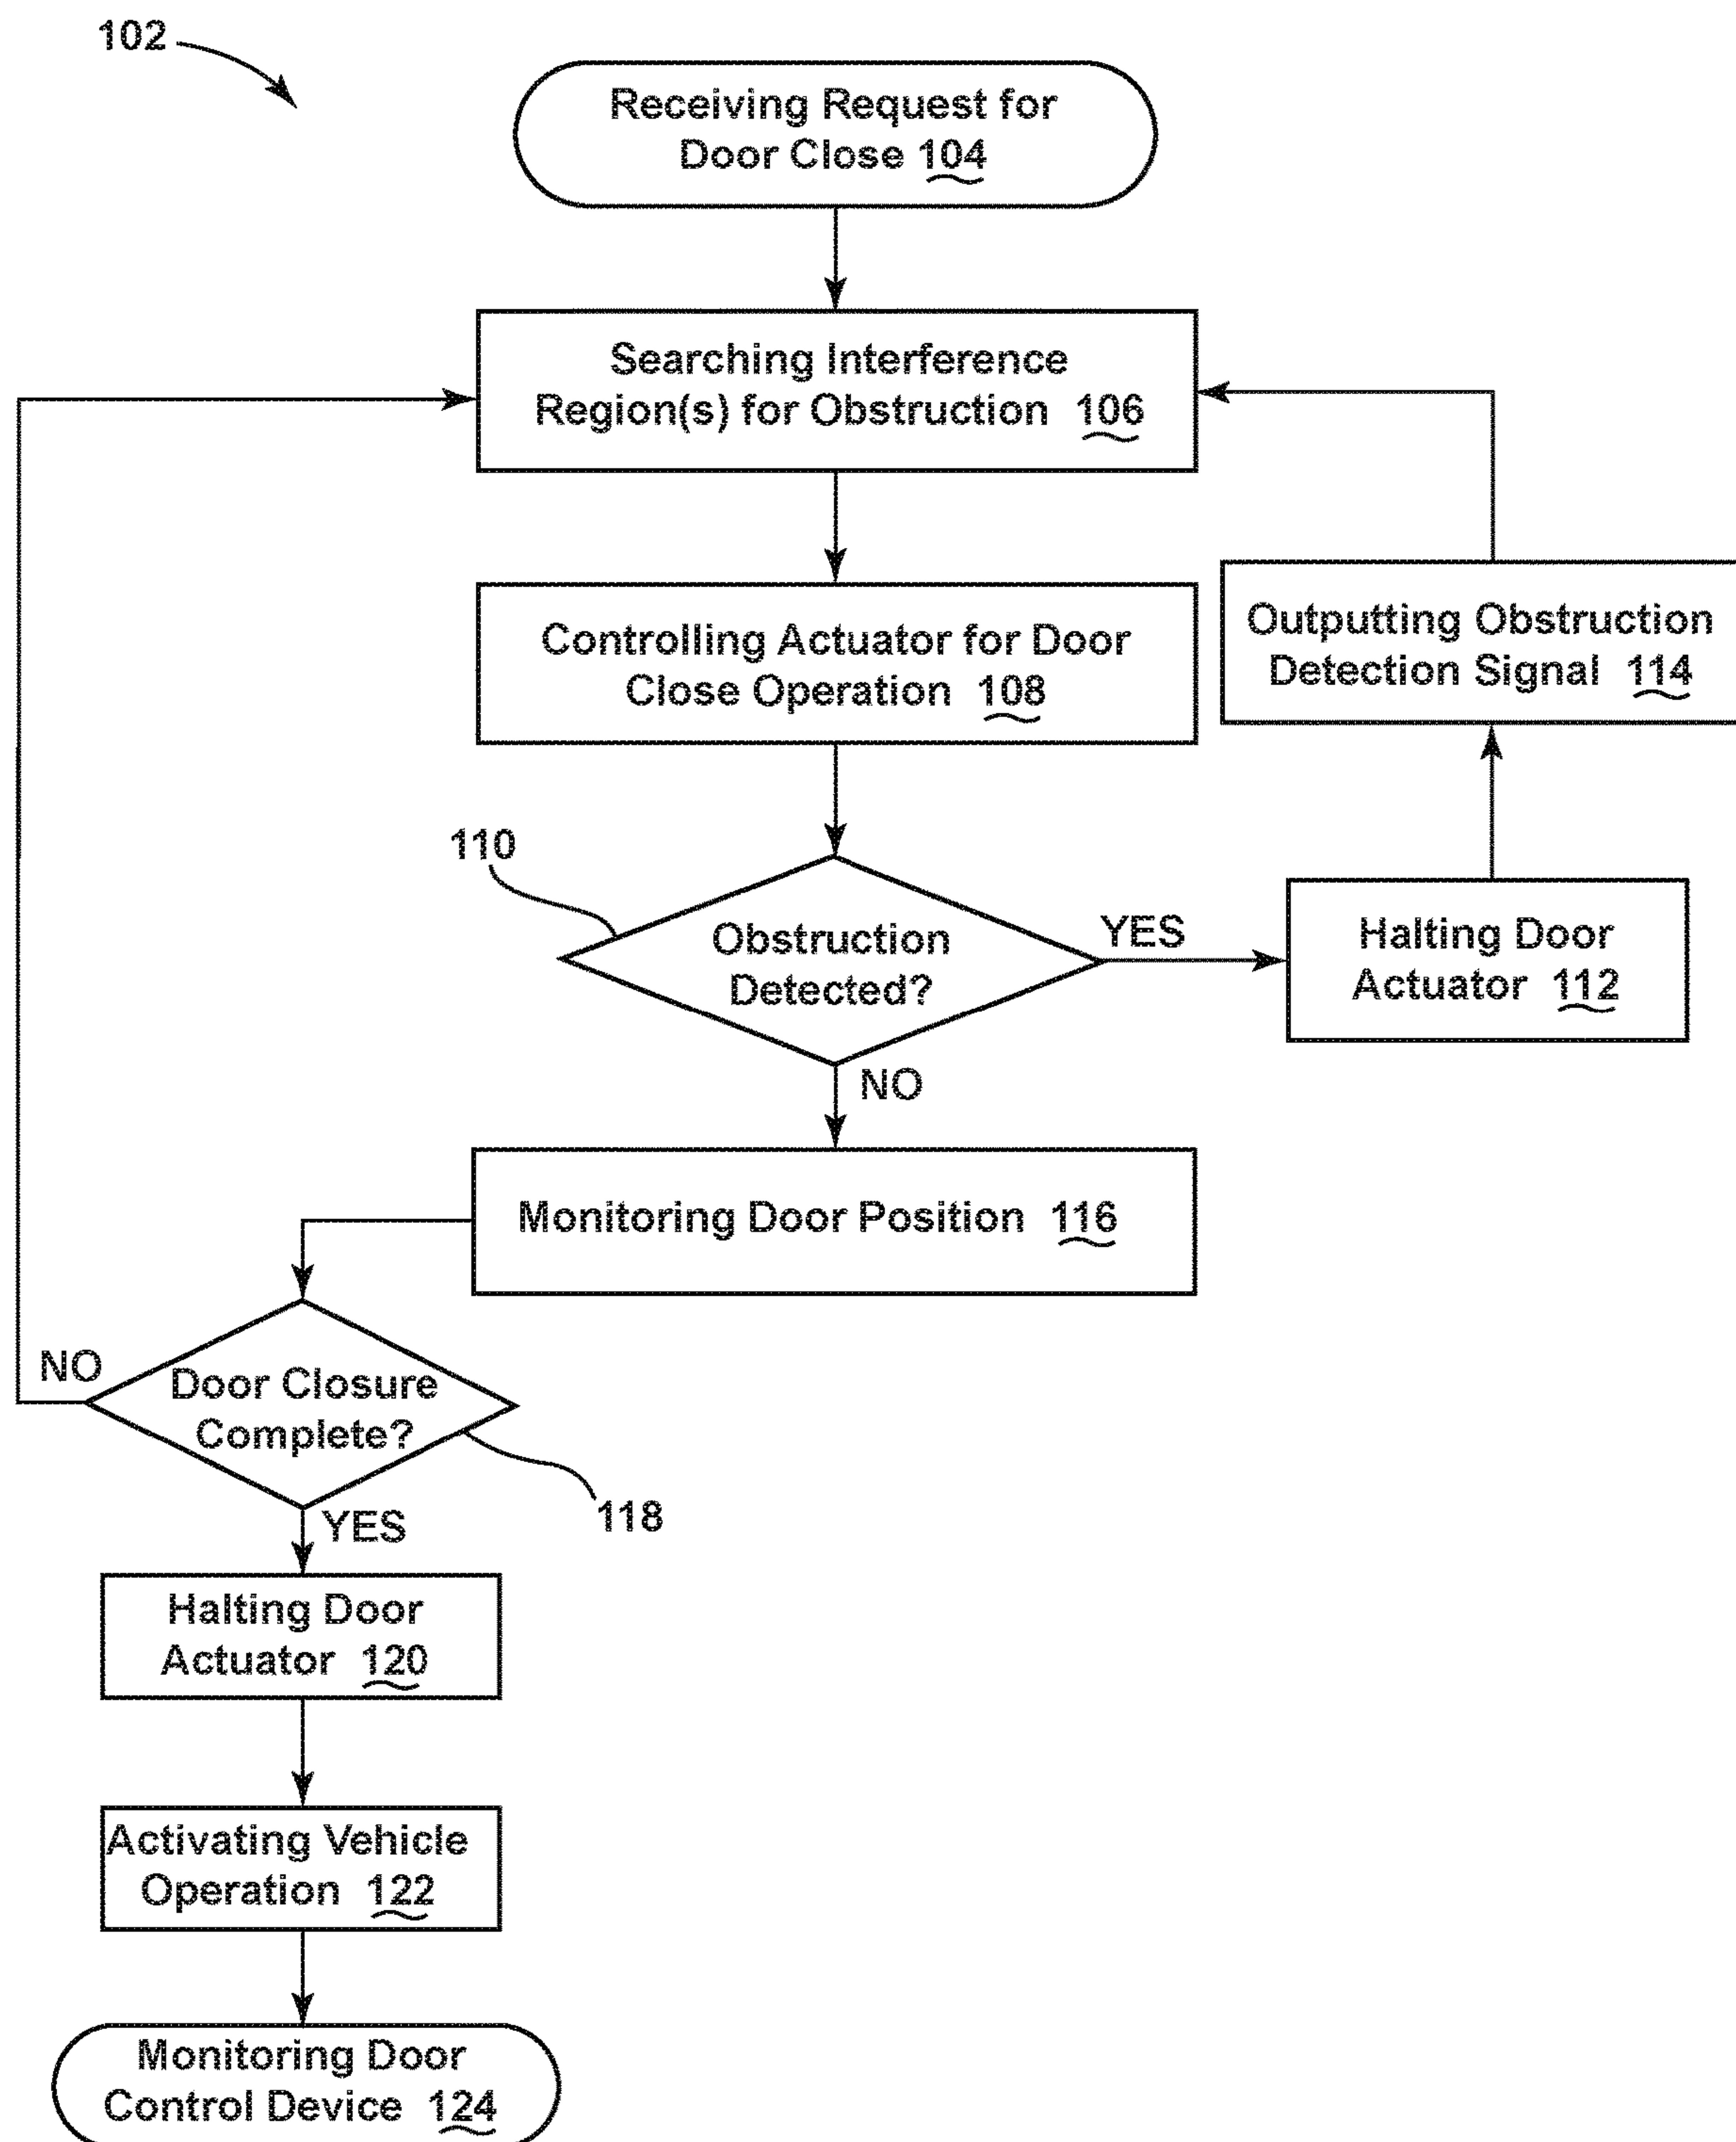 102
Receiving Request for
Door Close 104
Searching Interference
Region(s) for Obstruction 106
Controlling Actuator for Door
Close Operation 108
Outputting Obstruction
Detection Signal 114
110
Obstruction
Detected?
YES
Halting Door
Actuator 112
NO
Monitoring Door Position 116
NO
Door Closure
Complete?
118
YES
Halting Door
Actuator 120
Activating Vehicle
Operation 122
Monitoring Door
Control Device 124